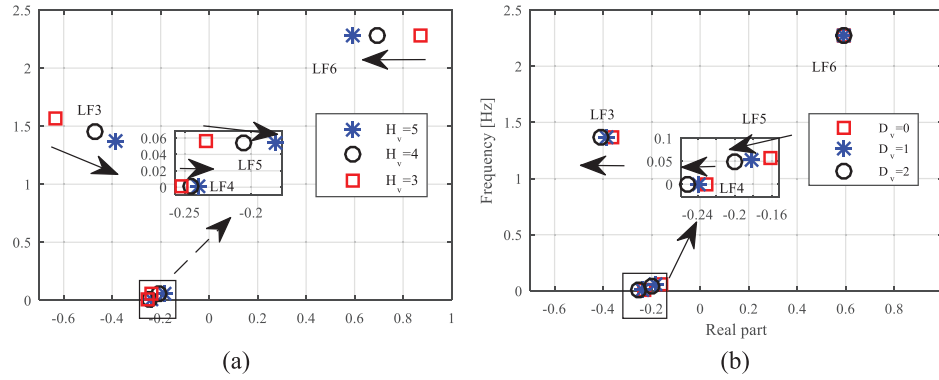 (a)
2.5
2
1.5
1
0.5
0
-0.6
-0.4
-0.2
0
0.2
0.4
0.6
0.8
1
LF3
LF6
0.06
0.04
0.02
0
-0.25
-0.2
LF5
LF4
H_v=5
H_v=4
H_v=3
(b)
Frequency [Hz]
2.5
2
1.5
1
0.5
0
-0.6
-0.4
-0.2
0
0.2
0.4
0.6
0.8
Real part
LF3
LF6
LF5
0.1
0.05
0
-0.24
-0.2
-0.16
LF4
D_v=0
D_v=1
D_v=2